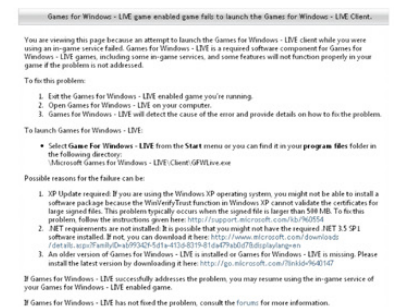 Games for Windows - LIVE game enabled game fails to launch the Games for Windows - LIVE Client.
You are viewing this page because an attempt to launch the Games for Windows - LIVE client while you were
using an in-game service failed. Games for Windows - LIVE is a required software component for Games for
Windows - LIVE games, including some in-game services, and some features will not function properly in your
game if the problem is not addressed.
To fix this problem:
1. Exit the Games for Windows - LIVE enabled game you're running.
2. Open Games for Windows - LIVE on your computer.
3. Games for Windows - LIVE will detect the cause of the error and provide details on how to fix the problem.
To launch Games for Windows - LIVE:
• Select Game For Windows - LIVE from the Start menu or you can find it in your program files folder in
the following directory:
\Microsoft Games for Windows - LIVE\Client\GFWLive.exe
Possible reasons for the failure can be:
1. XP Update required: If you are using the Windows XP operating system, you might not be able to install a
software package because the WinVerifyTrust function in Windows XP cannot validate the certificates for
large signed files. This problem typically occurs when the signed file is larger than 500 MB. To fix this
problem, follow the instructions given here: http://support.microsoft.com/kb/960554
2. .NET requirements are not installed: It is possible that you might not have the required .NET 3.5 SP1
software installed. If not, you can download it here: http://www.microsoft.com/downloads
3. An older version of Games for Windows - LIVE is installed or Games for Windows - LIVE is missing. Please
install the latest version by downloading it here: http://go.microsoft.com/?linkid=9640147
If Games for Windows - LIVE successfully addresses the problem, you may resume using the in-game service of
your Games for Windows - LIVE enabled game.
If Games for Windows - LIVE has not fixed the problem, consult the forums for more information.